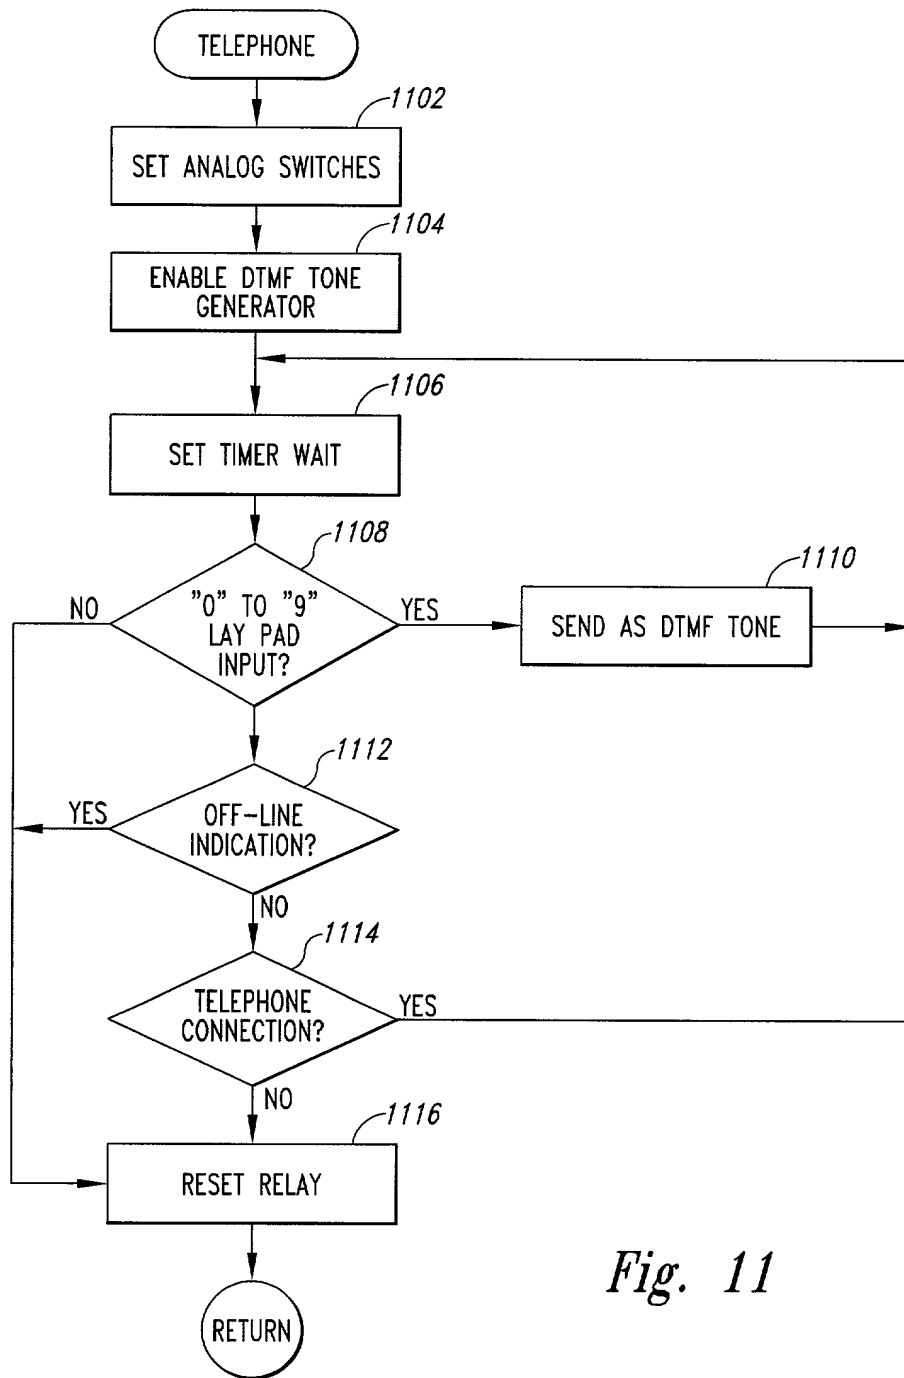 TELEPHONE
1102
SET ANALOG SWITCHES
1104
ENABLE DTMF TONE
GENERATOR
1106
SET TIMER WAIT
1108
"0" TO "9"
LAY PAD
INPUT?
NO
YES
1110
SEND AS DTMF TONE
1112
OFF-LINE
INDICATION?
YES
NO
1114
TELEPHONE
CONNECTION?
YES
NO
1116
RESET RELAY
RETURN
Fig. 11